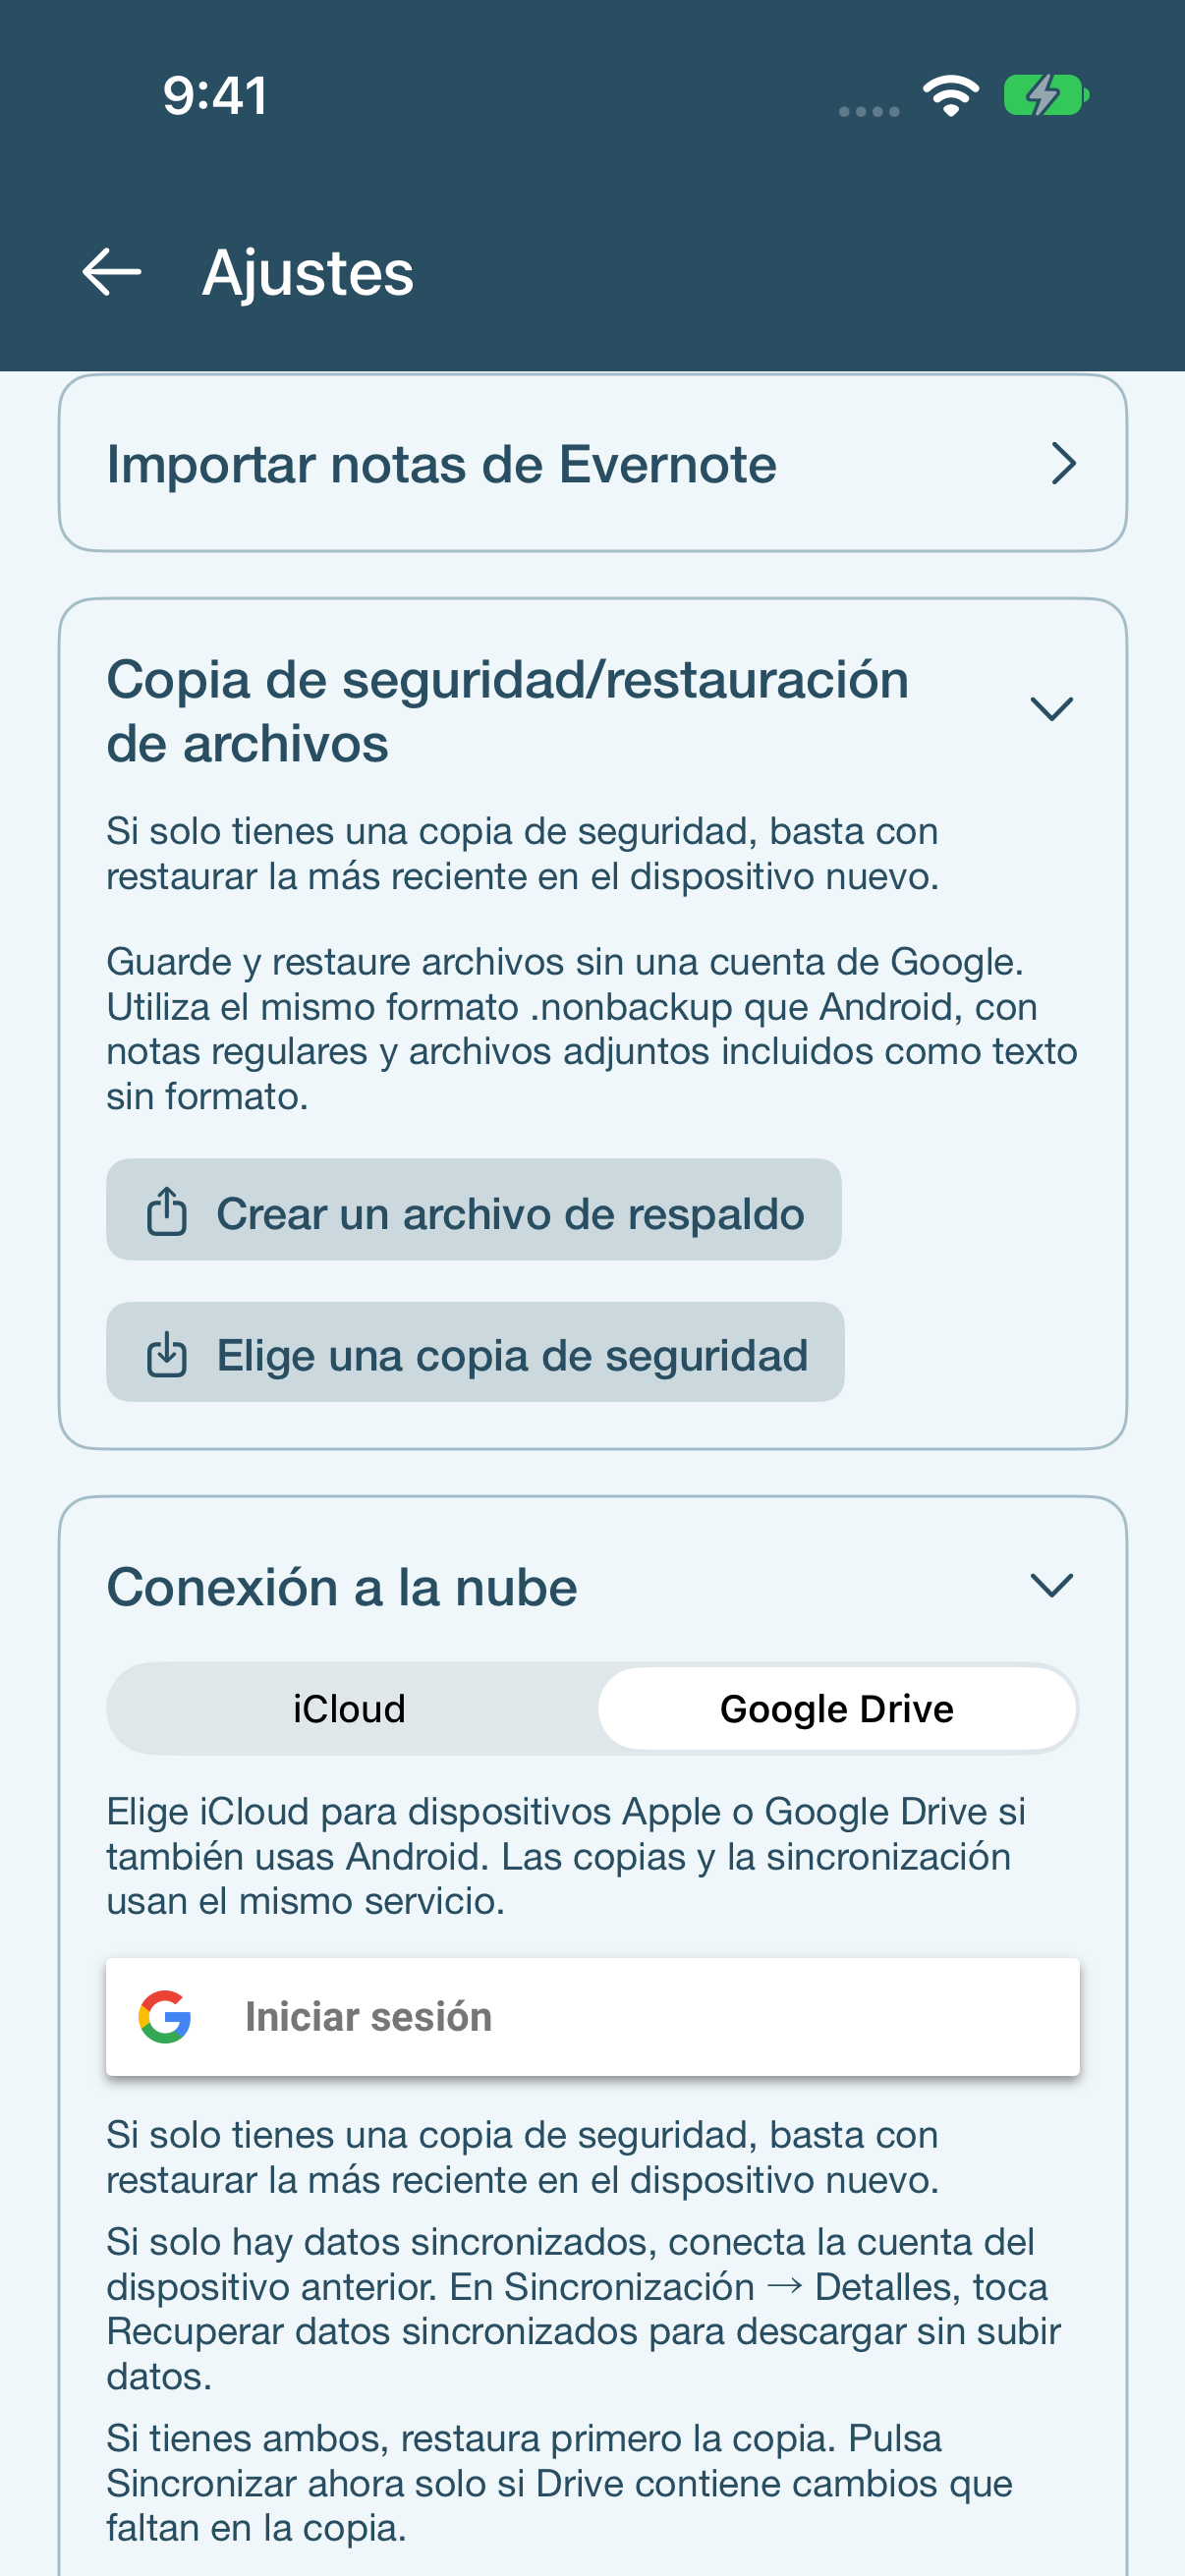 9:41
Ajustes
Importar notas de Evernote
Copia de seguridad/restauración
de archivos
Si solo tienes una copia de seguridad, basta con
restaurar la más reciente en el dispositivo nuevo.
Guarde y restaure archivos sin una cuenta de Google.
Utiliza el mismo formato .nonbackup que Android, con
notas regulares y archivos adjuntos incluidos como texto
sin formato.
Crear un archivo de respaldo
Elige una copia de seguridad
Conexión a la nube
iCloud
Google Drive
Elige iCloud para dispositivos Apple o Google Drive si
también usas Android. Las copias y la sincronización
usan el mismo servicio.
Iniciar sesión
Si solo tienes una copia de seguridad, basta con
restaurar la más reciente en el dispositivo nuevo.
Si solo hay datos sincronizados, conecta la cuenta del
dispositivo anterior. En Sincronización → Detalles, toca
Recuperar datos sincronizados para descargar sin subir
datos.
Si tienes ambos, restaura primero la copia. Pulsa
Sincronizar ahora solo si Drive contiene cambios que
faltan en la copia.